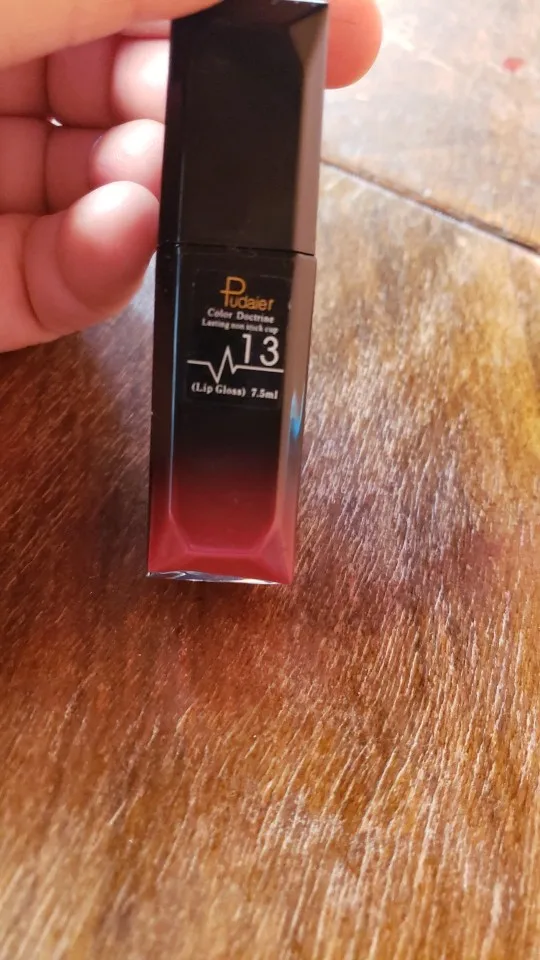 Pudaier
Color Doctrine
Lasting non stick cup
13
(Lip Gloss) 7.5ml